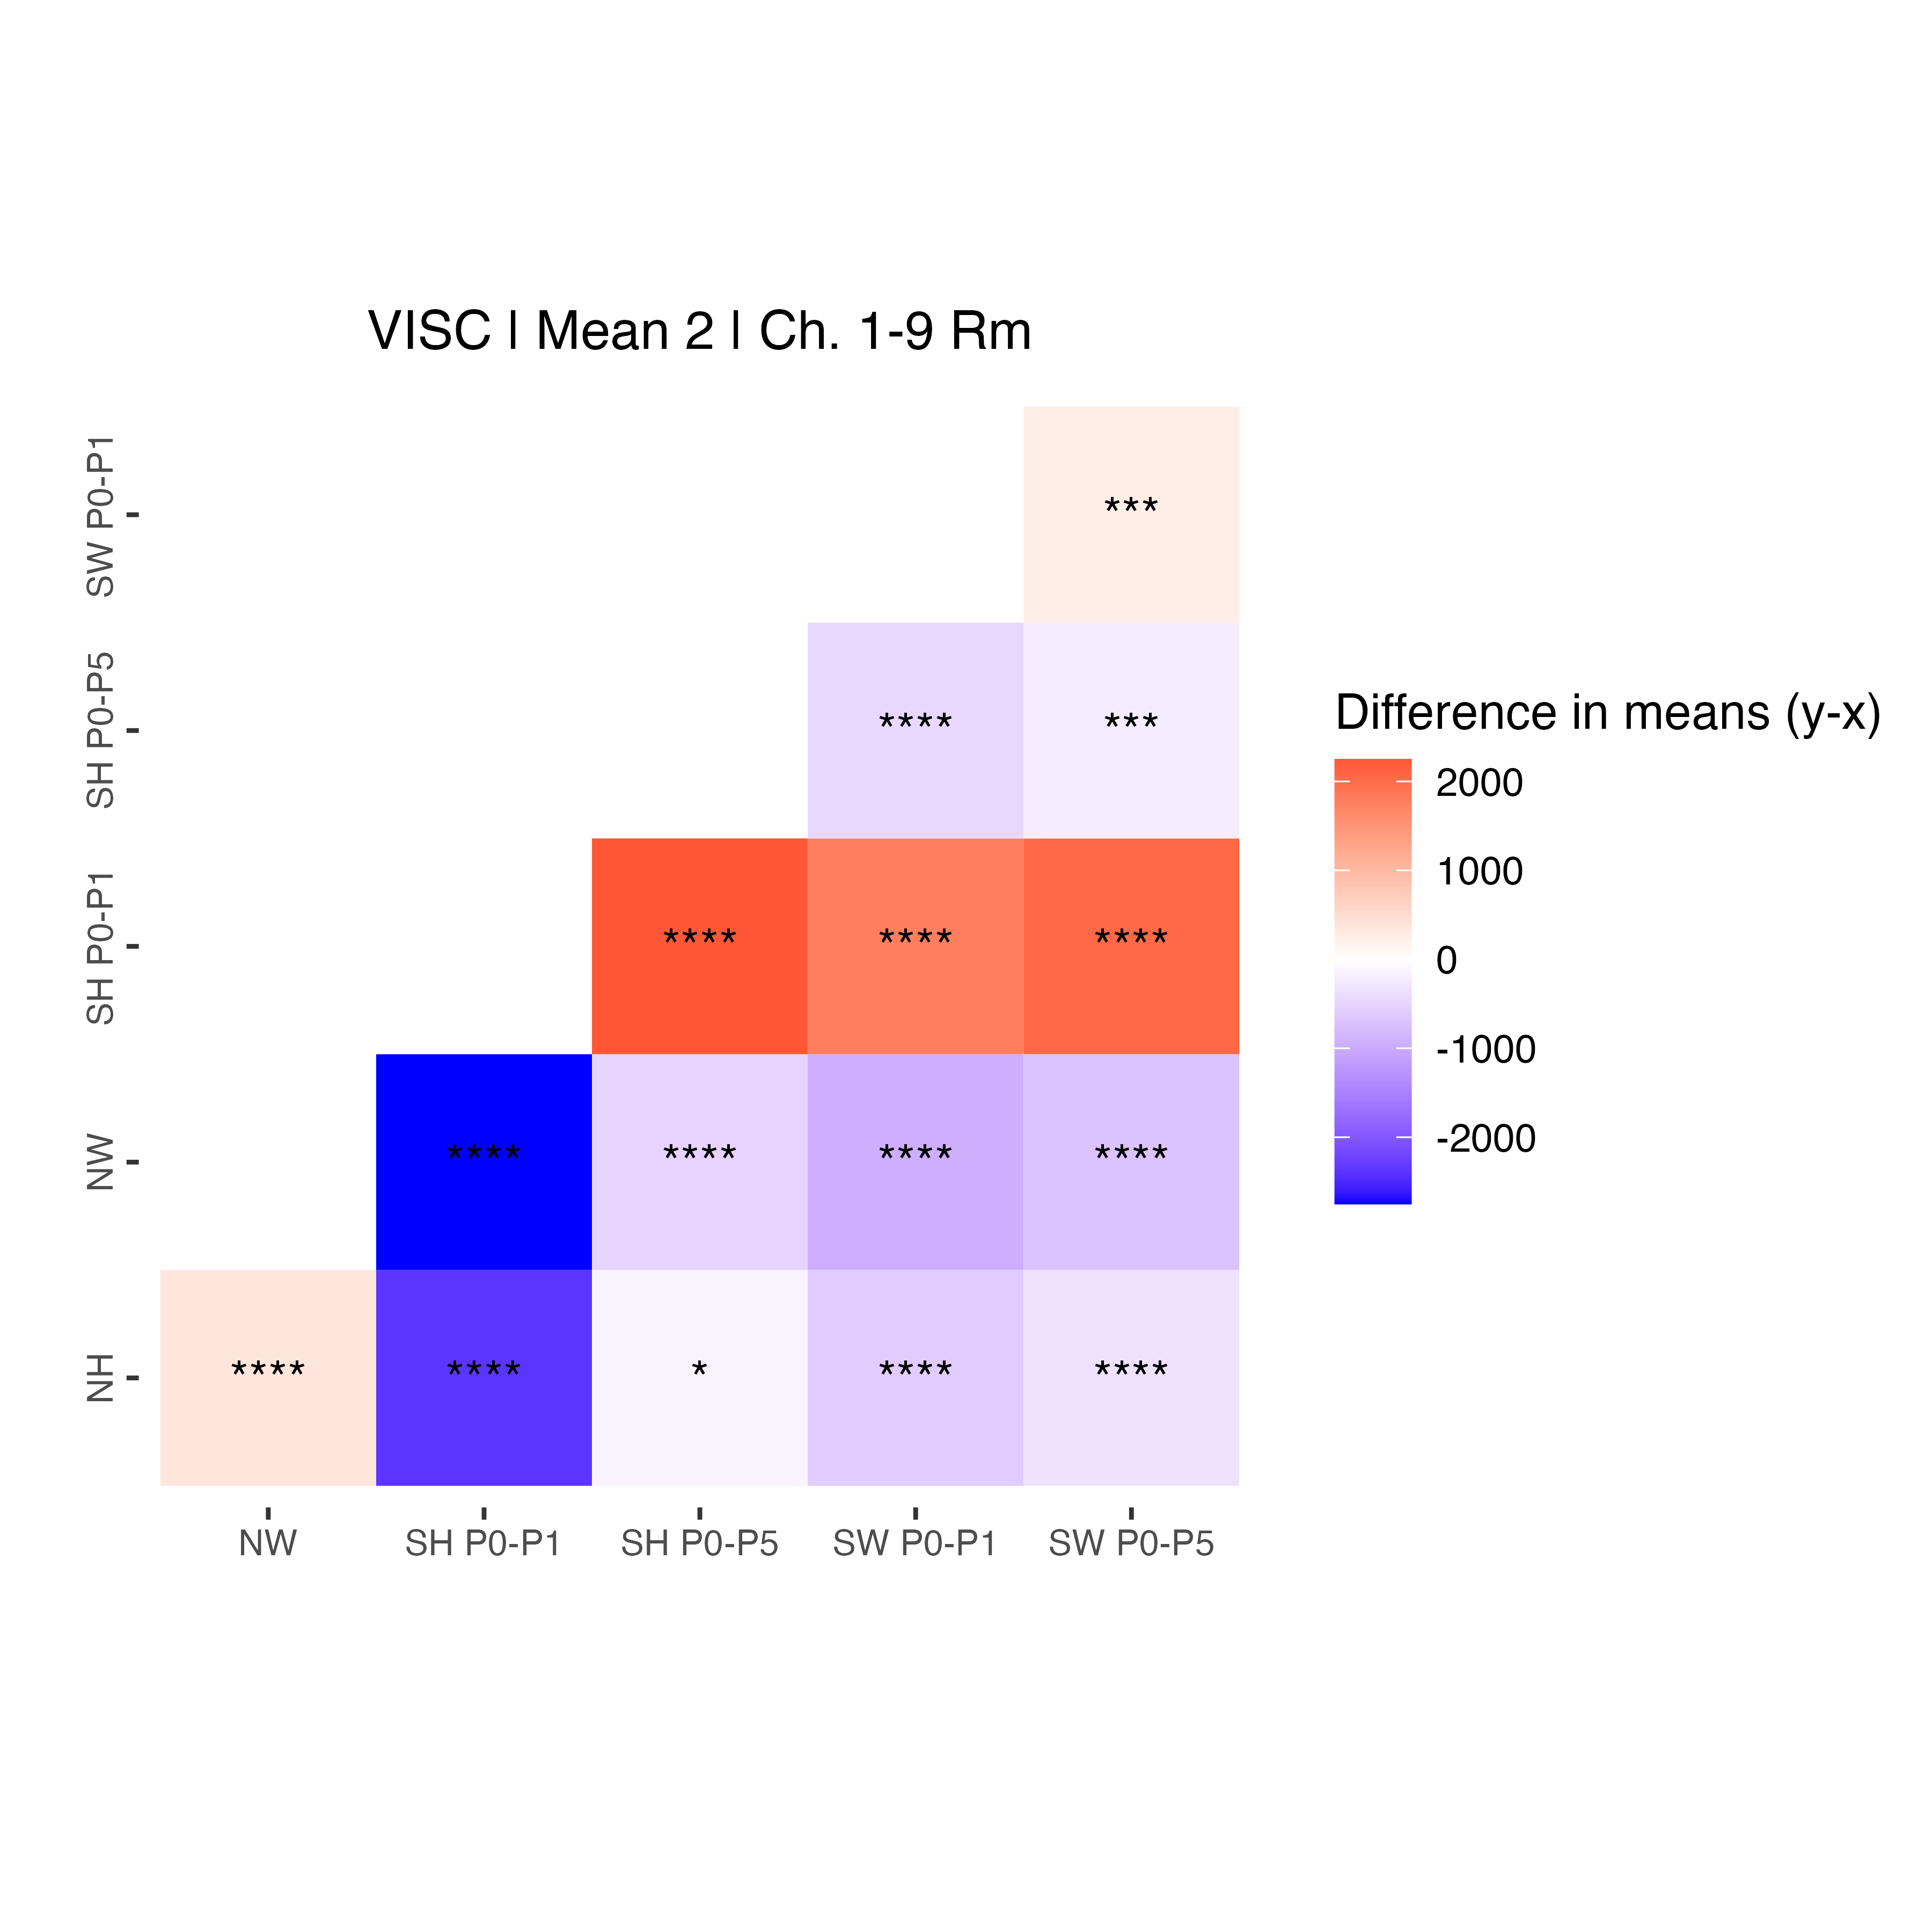 VISC | Mean 2 | Ch. 1-9 Rm
SW P0-P1
***
SH P0-P5
****
***
SH P0-P1
****
****
****
NW
****
****
****
****
NH
****
****
*
****
****
NW
SH P0-P1
SH P0-P5
SW P0-P1
SW P0-P5
Difference in means (y-x)
2000
1000
0
-1000
-2000